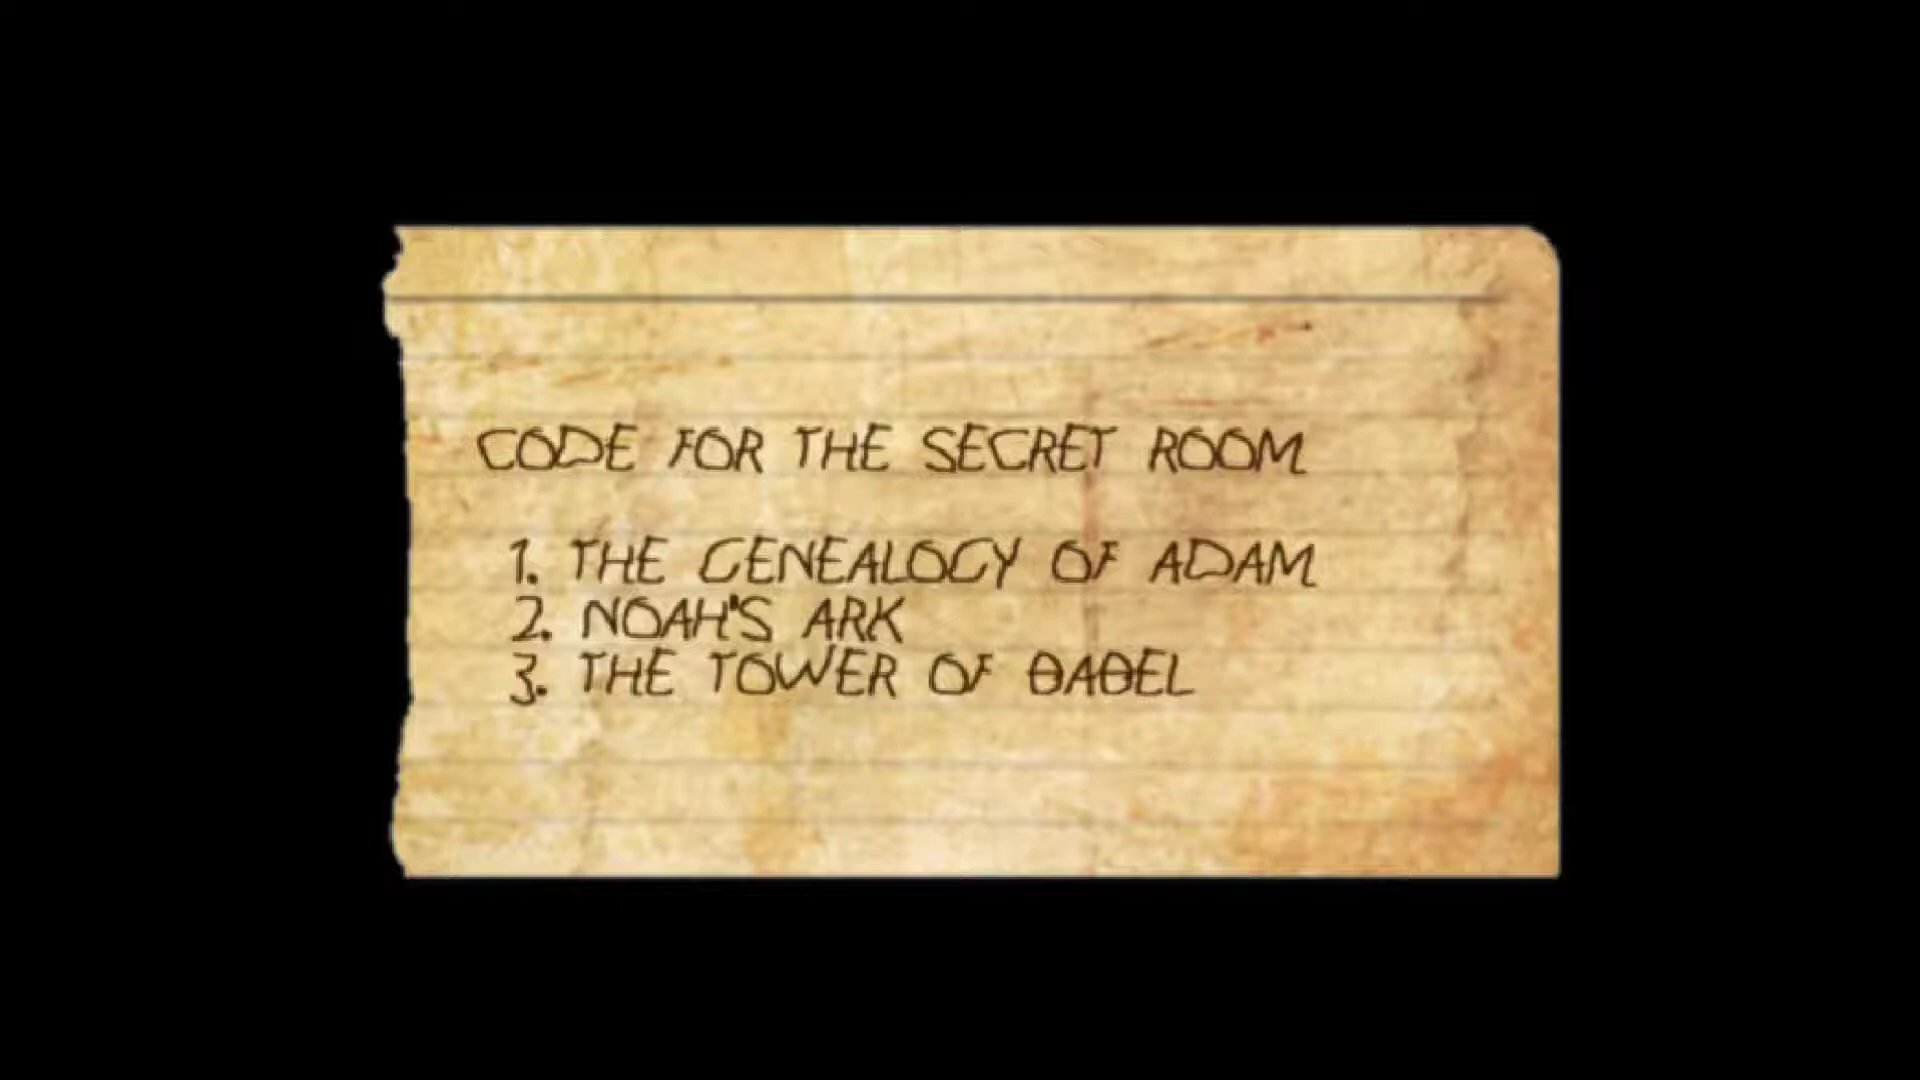 CODE FOR THE SECRET ROOM
1. THE GENEALOGY OF ADAM
2. NOAH'S ARK
3. THE TOWER OF BABEL